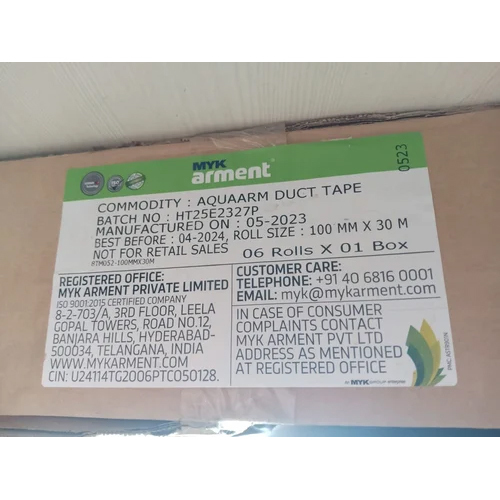 MYK
arment®
0523
COMMODITY : AQUAARM DUCT TAPE
BATCH NO : HT25E2327P
MANUFACTURED ON : 05-2023
BEST BEFORE : 04-2024, ROLL SIZE : 100 MM X 30 M
NOT FOR RETAIL SALES
06 Rolls X 01 Box
RTM052-100MMX30M
REGISTERED OFFICE:
MYK ARMENT PRIVATE LIMITED
ISO 9001:2015 CERTIFIED COMPANY
8-2-703/A, 3RD FLOOR, LEELA
GOPAL TOWERS, ROAD NO.12,
BANJARA HILLS, HYDERABAD-
500034, TELANGANA, INDIA
WWW.MYKARMENT.COM
CIN: U24114TG2006PTC050128.
CUSTOMER CARE:
TELEPHONE: +91 40 6816 0001
EMAIL: myk@mykarment.com
IN CASE OF CONSUMER
COMPLAINTS CONTACT
MYK ARMENT PVT LTD
ADDRESS AS MENTIONED
AT REGISTERED OFFICE